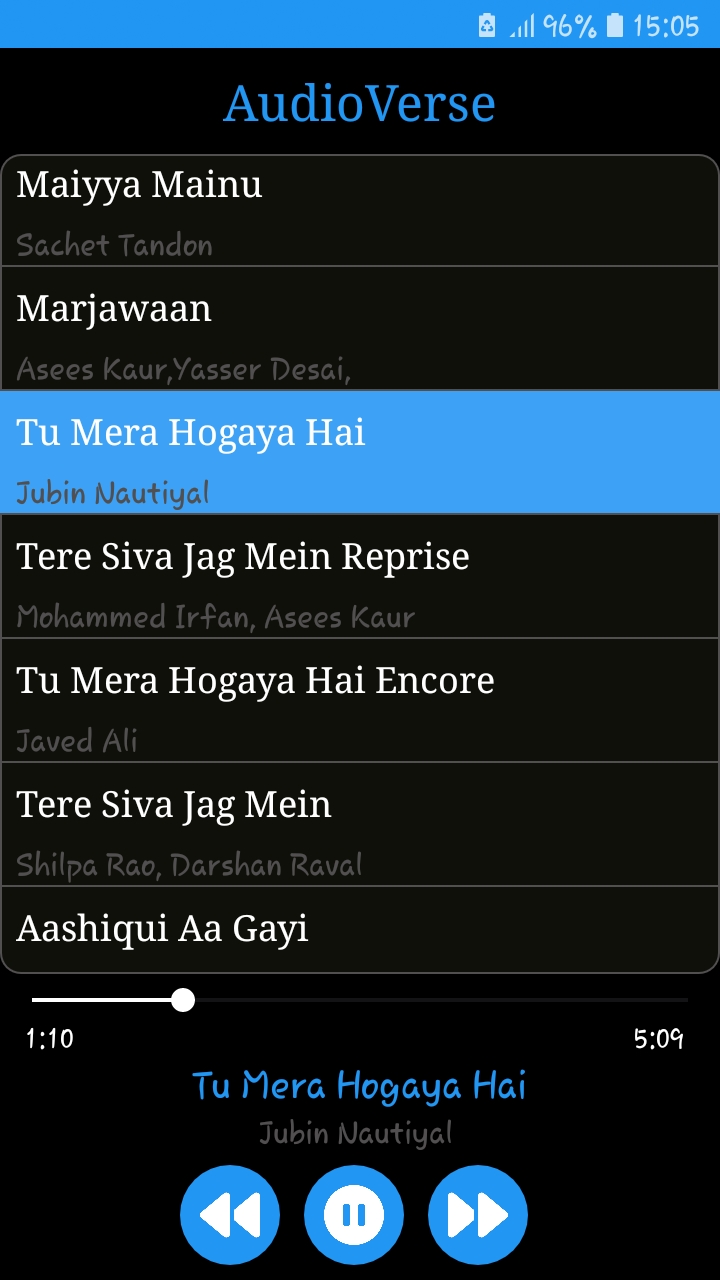 96% 15:05
AudioVerse
Maiyya Mainu
Sachet Tandon
Marjawaan
Asees Kaur,Yasser Desai,
Tu Mera Hogaya Hai
Jubin Nautiyal
Tere Siva Jag Mein Reprise
Mohammed Irfan, Asees Kaur
Tu Mera Hogaya Hai Encore
Javed Ali
Tere Siva Jag Mein
Shilpa Rao, Darshan Raval
Aashiqui Aa Gayi
1:10 5:09
Tu Mera Hogaya Hai
Jubin Nautiyal